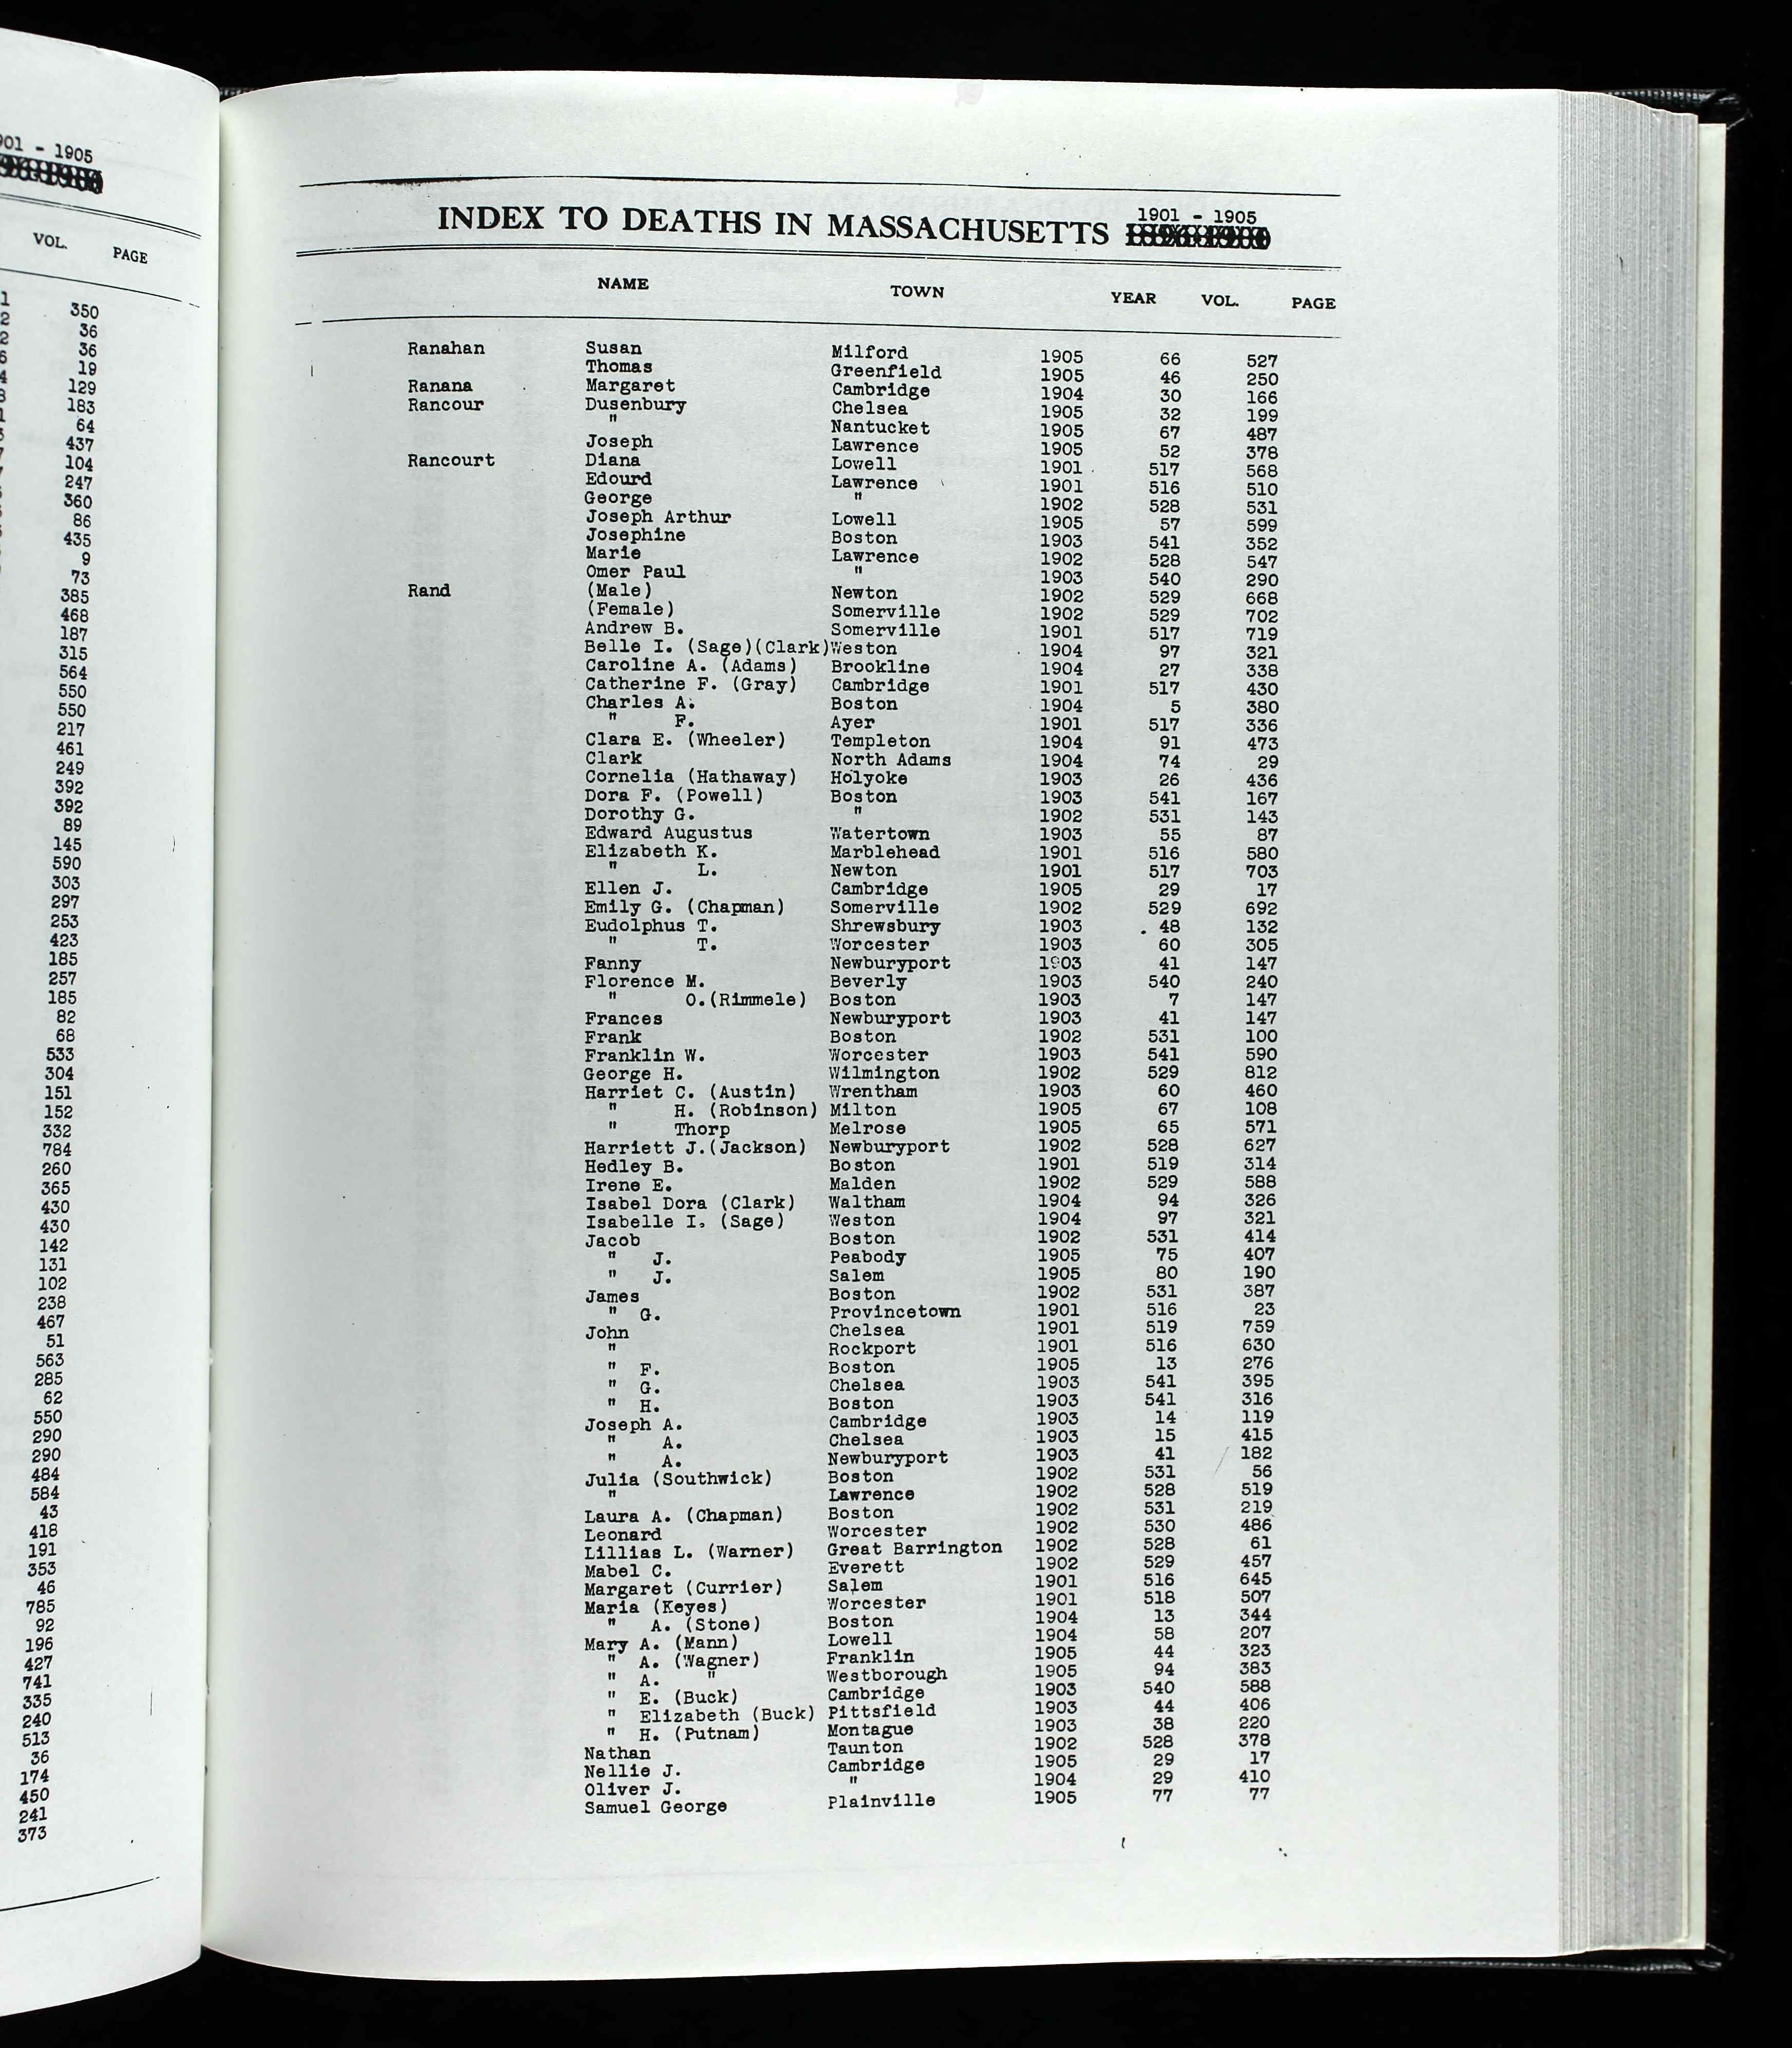 901 - 1905
VOL. PAGE
1 350
2 36
2 36
6 19
4 129
3 183
1 64
437
7 104
7 247
360
86
435
9
73
385
468
187
315
564
550
550
217
461
249
392
392
89
145
590
303
297
253
423
185
257
185
82
68
533
304
151
152
332
784
260
365
430
430
142
131
102
238
467
51
563
285
62
550
290
290
484
584
43
418
191
353
46
785
92
196
427
741
335
240
513
36
174
450
241
373
INDEX TO DEATHS IN MASSACHUSETTS 1901 - 1905
NAME TOWN YEAR VOL. PAGE
Ranahan Susan Milford 1905 66 527
Thomas Greenfield 1905 46 250
Ranana Margaret Cambridge 1904 30 166
Rancour Dusenbury Chelsea 1905 32 199
" Nantucket 1905 67 487
Joseph Lawrence 1905 52 378
Rancourt Diana Lowell 1901 517 568
Edourd Lawrence 1901 516 510
George " 1902 528 531
Joseph Arthur Lowell 1905 57 599
Josephine Boston 1903 541 352
Marie Lawrence 1902 528 547
Omer Paul " 1903 540 290
Rand (Male) Newton 1902 529 668
(Female) Somerville 1902 529 702
Andrew B. Somerville 1901 517 719
Belle I. (Sage)(Clark)Weston 1904 97 321
Caroline A. (Adams) Brookline 1904 27 338
Catherine F. (Gray) Cambridge 1901 517 430
Charles A. Boston 1904 5 380
" F. Ayer 1901 517 336
Clara E. (Wheeler) Templeton 1904 91 473
Clark North Adams 1904 74 29
Cornelia (Hathaway) Holyoke 1903 26 436
Dora F. (Powell) Boston 1903 541 167
Dorothy G. " 1902 531 143
Edward Augustus Watertown 1903 55 87
Elizabeth K. Marblehead 1901 516 580
" L. Newton 1901 517 703
Ellen J. Cambridge 1905 29 17
Emily G. (Chapman) Somerville 1902 529 692
Eudolphus T. Shrewsbury 1903 48 132
" T. Worcester 1903 60 305
Fanny Newburyport 1903 41 147
Florence M. Beverly 1903 540 240
" O.(Rimmele) Boston 1903 7 147
Frances Newburyport 1903 41 147
Frank Boston 1902 531 100
Franklin W. Worcester 1903 541 590
George H. Wilmington 1902 529 812
Harriet C. (Austin) Wrentham 1903 60 460
" H. (Robinson) Milton 1905 67 108
" Thorp Melrose 1905 65 571
Harriett J.(Jackson) Newburyport 1902 528 627
Hedley B. Boston 1901 519 314
Irene E. Malden 1902 529 588
Isabel Dora (Clark) Waltham 1904 94 326
Isabelle I. (Sage) Weston 1904 97 321
Jacob Boston 1902 531 414
" J. Peabody 1905 75 407
" J. Salem 1905 80 190
James Boston 1902 531 387
" G. Provincetown 1901 516 23
John Chelsea 1901 519 759
" Rockport 1901 516 630
" F. Boston 1905 13 276
" G. Chelsea 1903 541 395
" H. Boston 1903 541 316
Joseph A. Cambridge 1903 14 119
" A. Chelsea 1903 15 415
" A. Newburyport 1903 41 182
Julia (Southwick) Boston 1902 531 56
" Lawrence 1902 528 519
Laura A. (Chapman) Boston 1902 531 219
Leonard Worcester 1902 530 486
Lillias L. (Warner) Great Barrington 1902 528 61
Mabel C. Everett 1902 529 457
Margaret (Currier) Salem 1901 516 645
Maria (Keyes) Worcester 1901 518 507
" A. (Stone) Boston 1904 13 344
Mary A. (Mann) Lowell 1904 58 207
" A. (Wagner) Franklin 1905 44 323
" A. " Westborough 1905 94 383
" E. (Buck) Cambridge 1903 540 588
" Elizabeth (Buck) Pittsfield 1903 44 406
" H. (Putnam) Montague 1903 38 220
Nathan Taunton 1902 528 378
Nellie J. Cambridge 1905 29 17
Oliver J. " 1904 29 410
Samuel George Plainville 1905 77 77